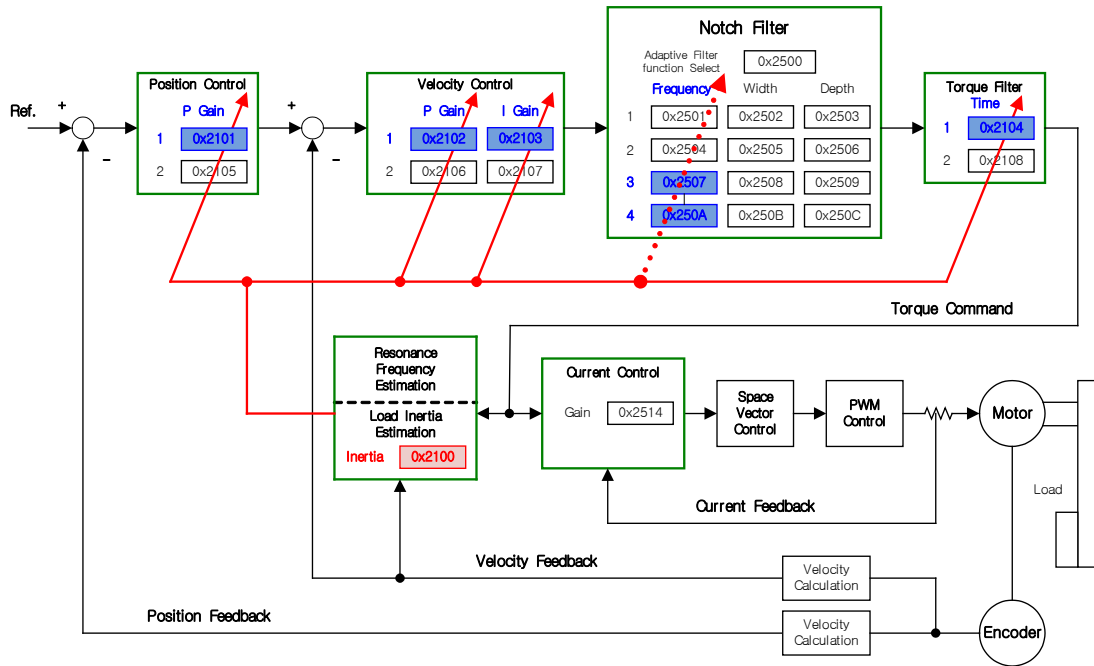 Notch Filter
Adaptive Filter
function Select
0x2500
Frequency
Width
Depth
1
0x2501
0x2502
0x2503
2
0x2504
0x2505
0x2506
3
0x2507
0x2508
0x2509
4
0x250A
0x250B
0x250C
Ref.
+
−
Position Control
P Gain
1
0x2101
2
0x2105
+
−
Velocity Control
P Gain
I Gain
1
0x2102
0x2103
2
0x2106
0x2107
Torque Filter
Time
1
0x2104
2
0x2108
Torque Command
Resonance
Frequency
Estimation
Load Inertia
Estimation
Inertia
0x2100
Current Control
Gain
0x2514
Space
Vector
Control
PWM
Control
Motor
Load
Current Feedback
Velocity Feedback
Velocity
Calculation
Position Feedback
Velocity
Calculation
Encoder